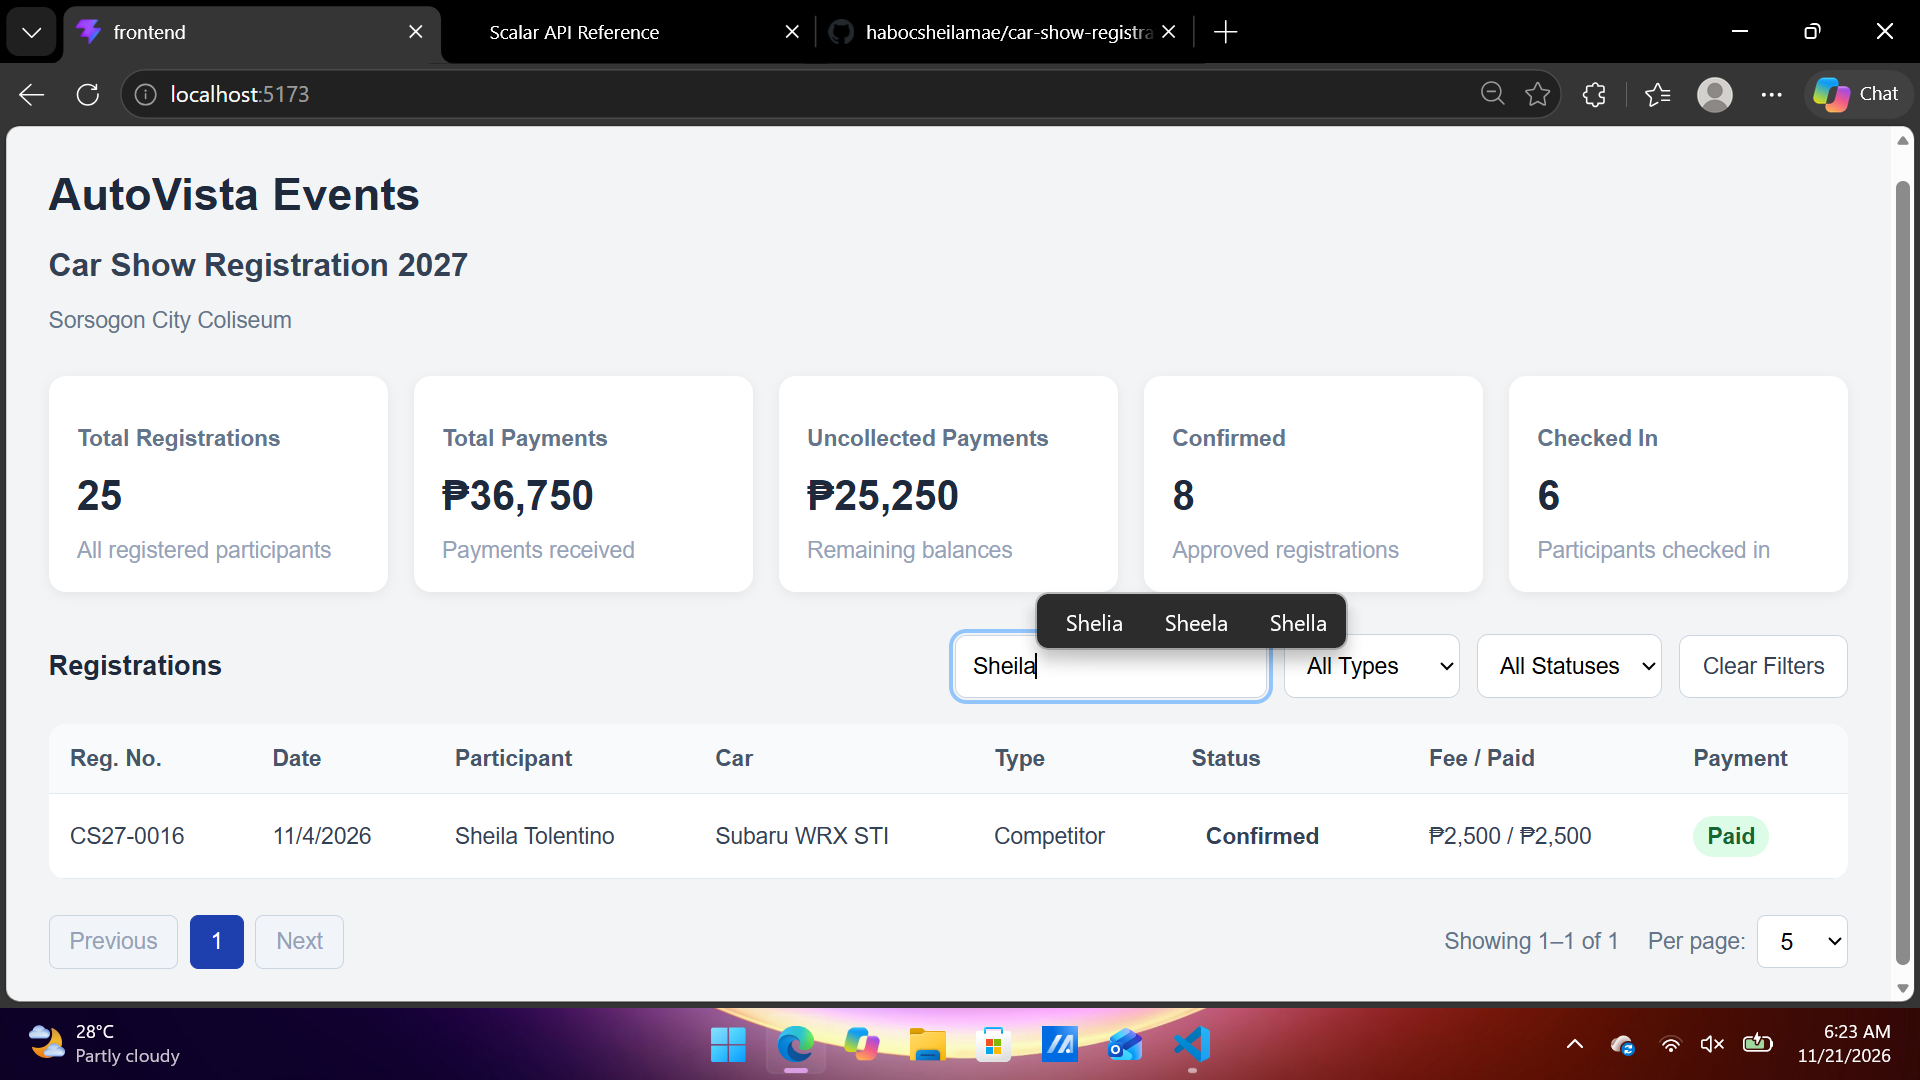 frontend
Scalar API Reference
habocsheilamae/car-show-registra
localhost:5173
Chat
AutoVista Events
Car Show Registration 2027
Sorsogon City Coliseum
Total Registrations
25
All registered participants
Total Payments
₱36,750
Payments received
Uncollected Payments
₱25,250
Remaining balances
Confirmed
8
Approved registrations
Checked In
6
Participants checked in
Shelia Sheela Shella
Registrations
Sheila
All Types
All Statuses
Clear Filters
Reg. No. Date Participant Car Type Status Fee / Paid Payment
CS27-0016 11/4/2026 Sheila Tolentino Subaru WRX STI Competitor Confirmed ₱2,500 / ₱2,500 Paid
Previous 1 Next
Showing 1–1 of 1 Per page: 5
28°C
Partly cloudy
6:23 AM
11/21/2026